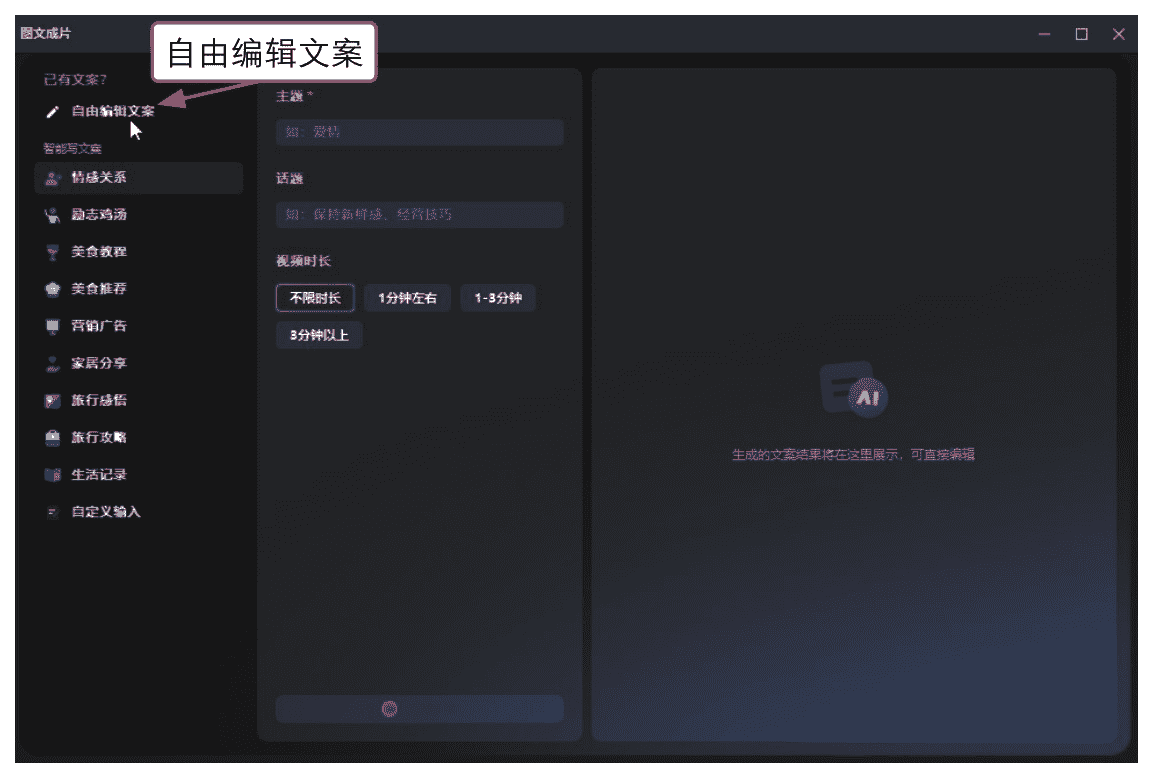 图文成片
自由编辑文案
已有文案?
自由编辑文案
智能写文案
情感关系
励志鸡汤
美食教程
美食推荐
营销广告
家居分享
旅行感悟
旅行攻略
生活记录
自定义输入
主题 *
如：爱情
话题
如：保持新鲜感、经营技巧
视频时长
不限时长
1分钟左右
1-3分钟
3分钟以上
AI
生成的文案结果将在这里展示，可直接编辑